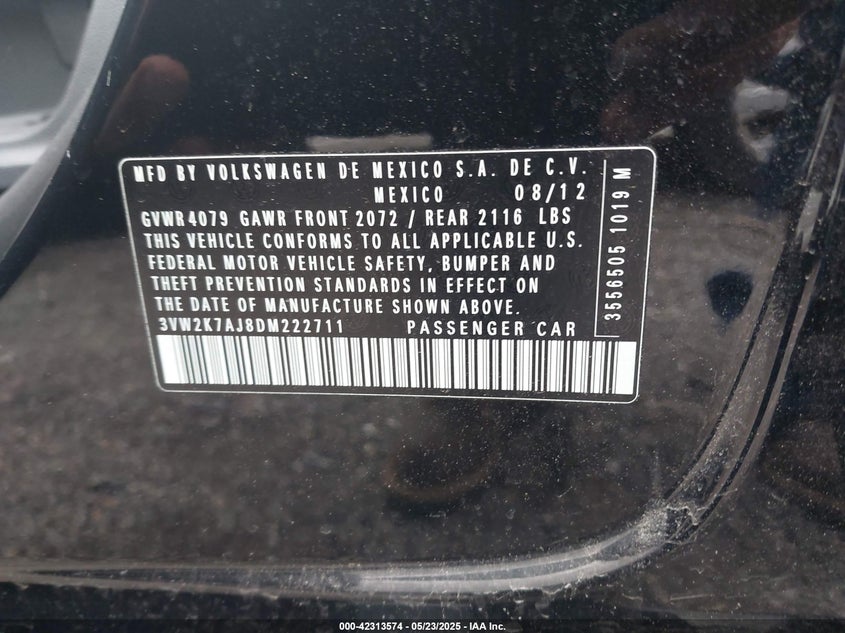 MFD BY VOLKSWAGEN DE MEXICO S.A. DE C.V.
MEXICO 08/12
GVWR 4079 GAWR FRONT 2072 / REAR 2116 LBS
THIS VEHICLE CONFORMS TO ALL APPLICABLE U.S.
FEDERAL MOTOR VEHICLE SAFETY, BUMPER AND
THEFT PREVENTION STANDARDS IN EFFECT ON
THE DATE OF MANUFACTURE SHOWN ABOVE.
3VW2K7AJ8DM222711 PASSENGER CAR
3556505 1019 M
000-42313574 - 05/23/2025 - IAA Inc.